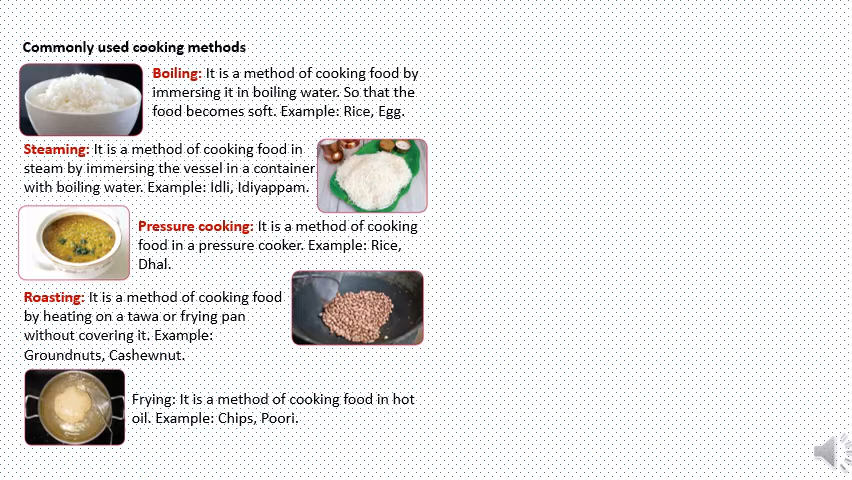 Commonly used cooking methods
Boiling: It is a method of cooking food by
immersing it in boiling water. So that the
food becomes soft. Example: Rice, Egg.
Steaming: It is a method of cooking food in
steam by immersing the vessel in a container
with boiling water. Example: Idli, Idiyappam.
Pressure cooking: It is a method of cooking
food in a pressure cooker. Example: Rice,
Dhal.
Roasting: It is a method of cooking food
by heating on a tawa or frying pan
without covering it. Example:
Groundnuts, Cashewnut.
Frying: It is a method of cooking food in hot
oil. Example: Chips, Poori.